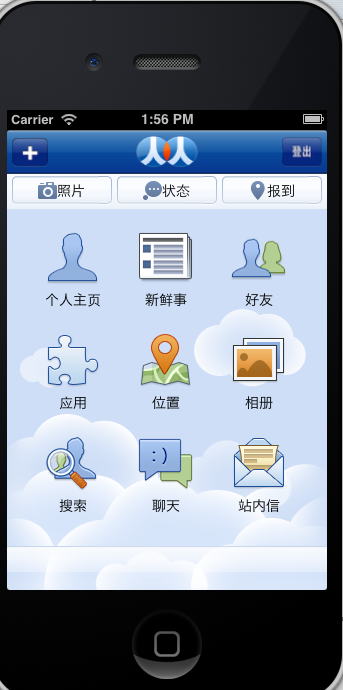 Carrier 1:56 PM
人人 登出
照片 状态 报到
个人主页 新鲜事 好友
应用 位置 相册
: )
搜索 聊天 站内信